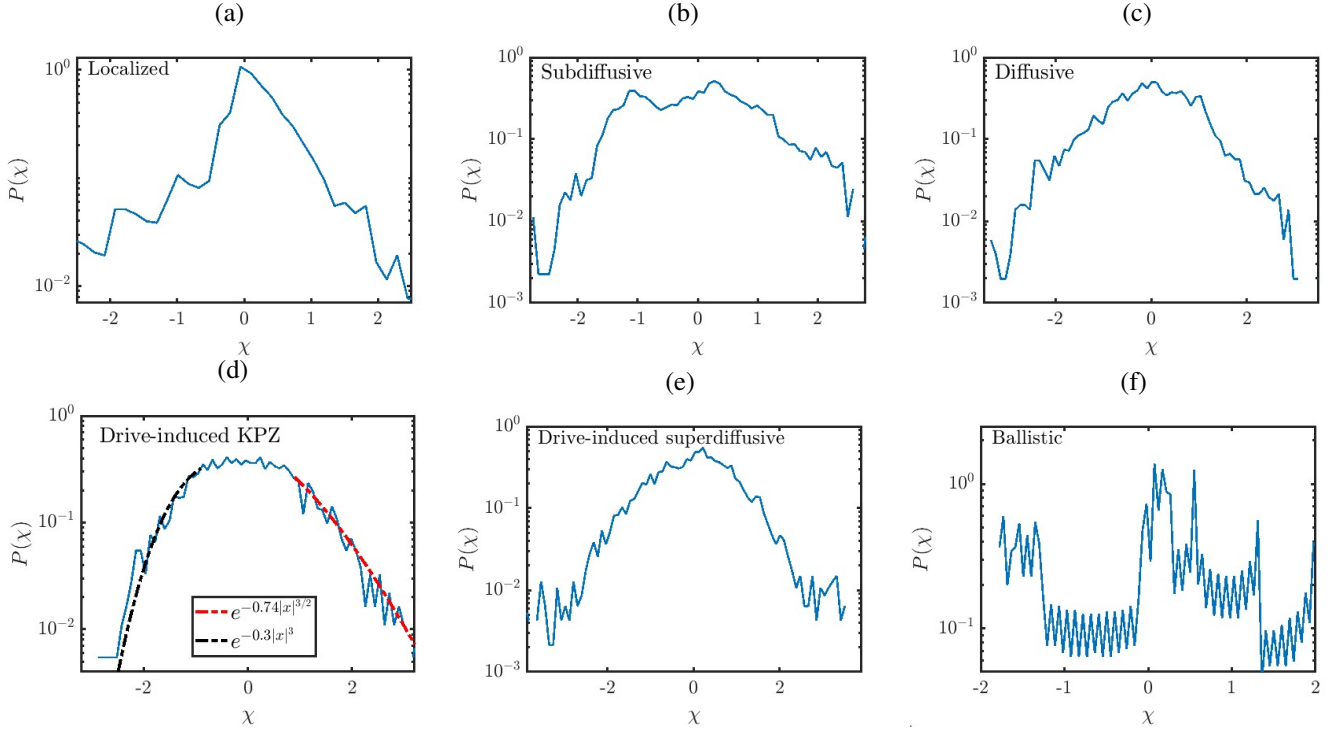 (a)
(b)
(c)
10^0
Localized
P(χ)
10^-2
-2 -1 0 1 2
χ
10^0
Subdiffusive
10^-1
P(χ)
10^-2
10^-3
-2 -1 0 1 2
χ
10^0
Diffusive
10^-1
P(χ)
10^-2
10^-3
-2 0 2
χ
(d)
(e)
(f)
10^0
Drive-induced KPZ
10^-1
P(χ)
10^-2
e^{-0.74|x|^{3/2}}
e^{-0.3|x|^3}
-2 0 2
χ
10^0
Drive-induced superdiffusive
10^-1
P(χ)
10^-2
10^-3
-2 0 2
χ
Ballistic
10^0
P(χ)
10^-1
-2 -1 0 1 2
χ